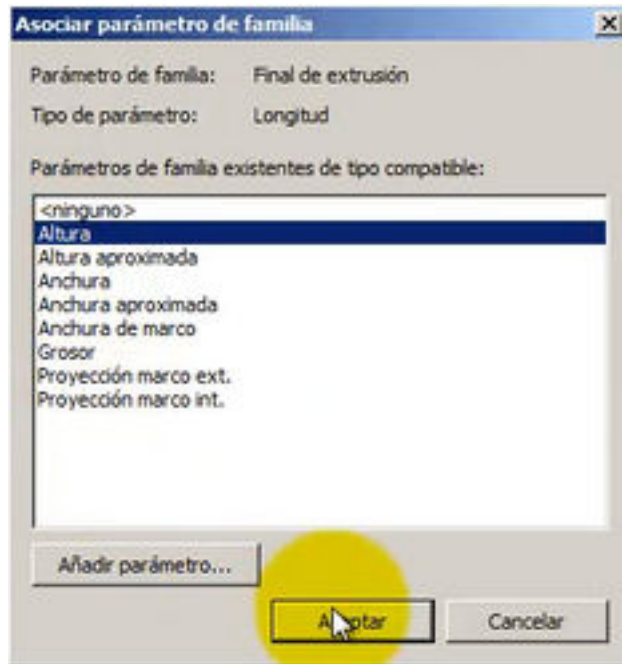 Asociar parámetro de familia
Parámetro de familia: Final de extrusión
Tipo de parámetro: Longitud
Parámetros de familia existentes de tipo compatible:
<ninguno>
Altura
Altura aproximada
Anchura
Anchura aproximada
Anchura de marco
Grosor
Proyección marco ext.
Proyección marco int.
Añadir parámetro...
Aceptar Cancelar